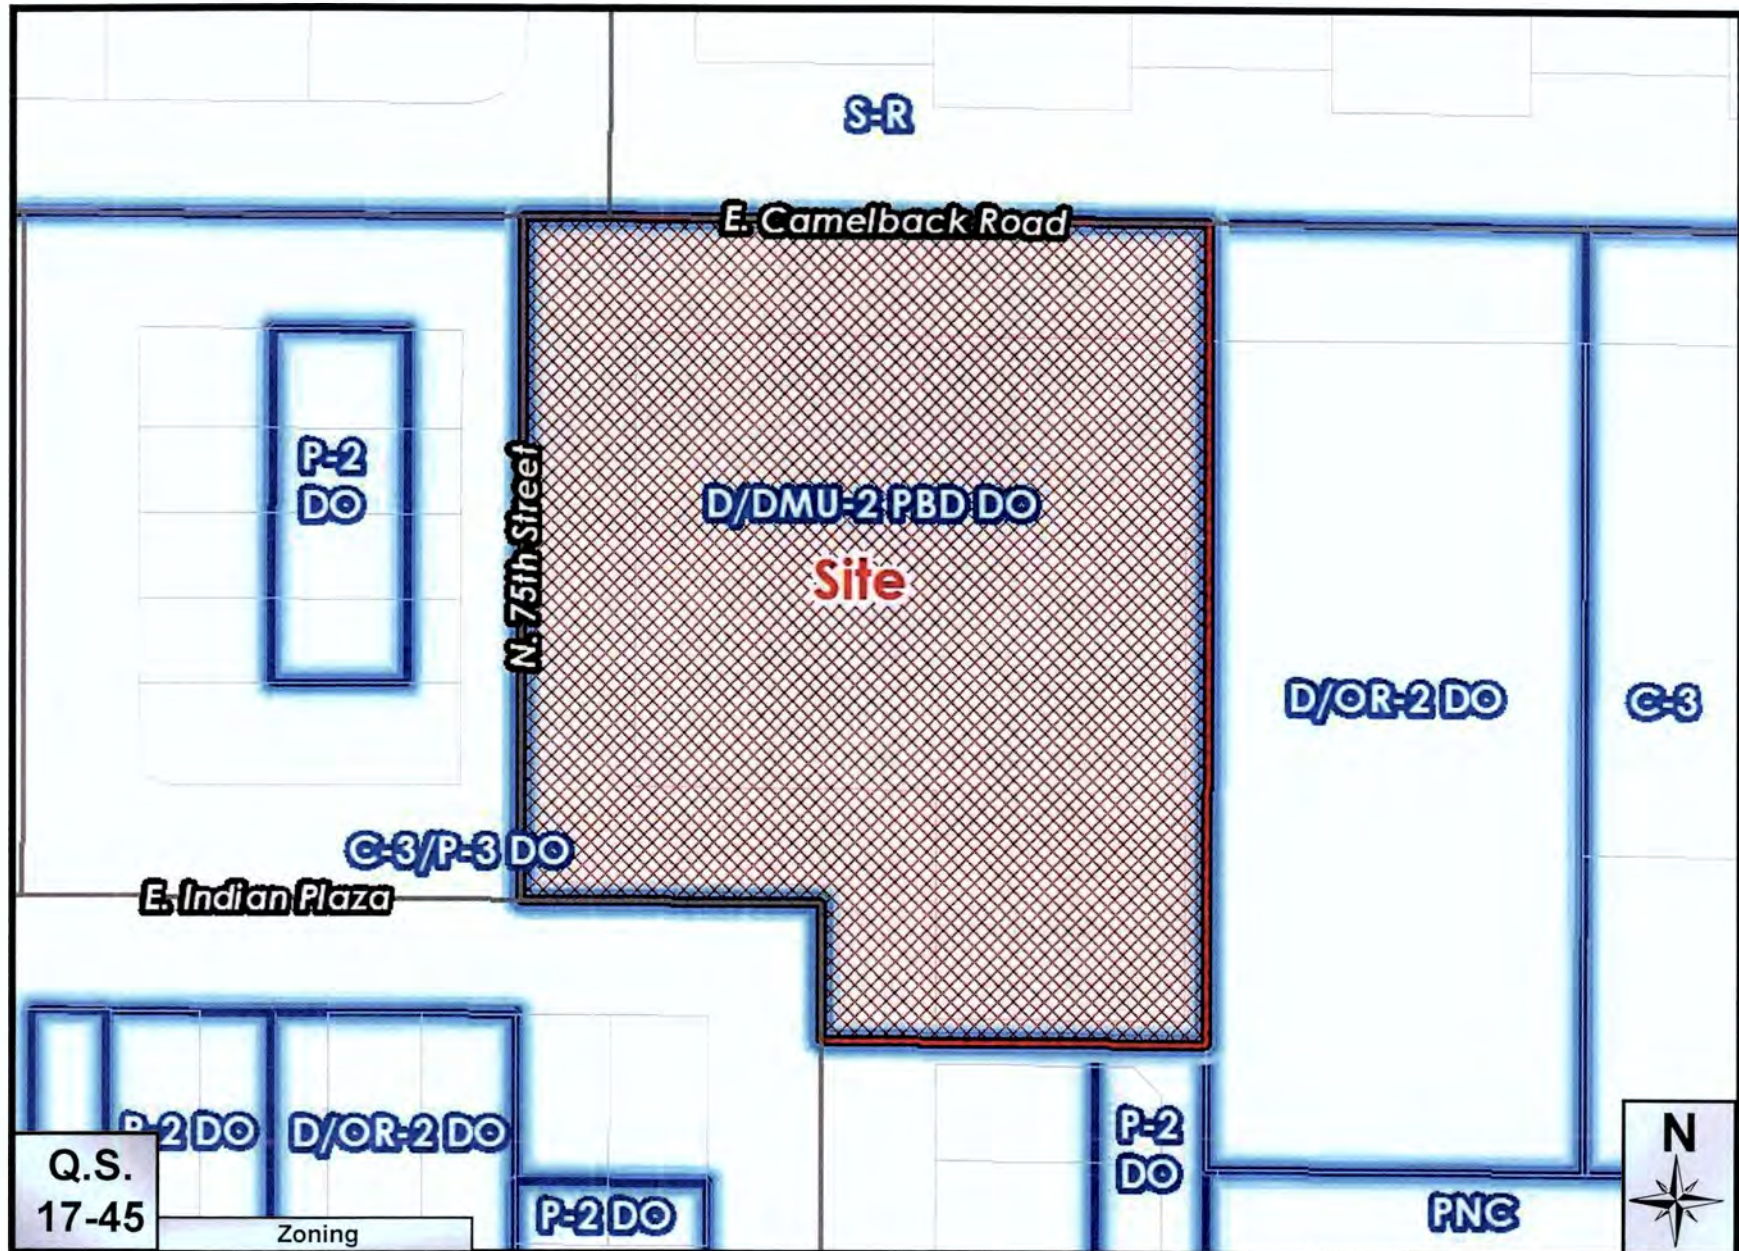 S-R
E. Camelback Road
P-2
DO
N. 75th Street
D/DMU-2 PBD DO
Site
D/OR-2 DO
C-3
C-3/P-3 DO
E. Indian Plaza
P-2 DO
D/OR-2 DO
P-2
DO
P-2 DO
PNC
N
Q.S.
17-45
Zoning